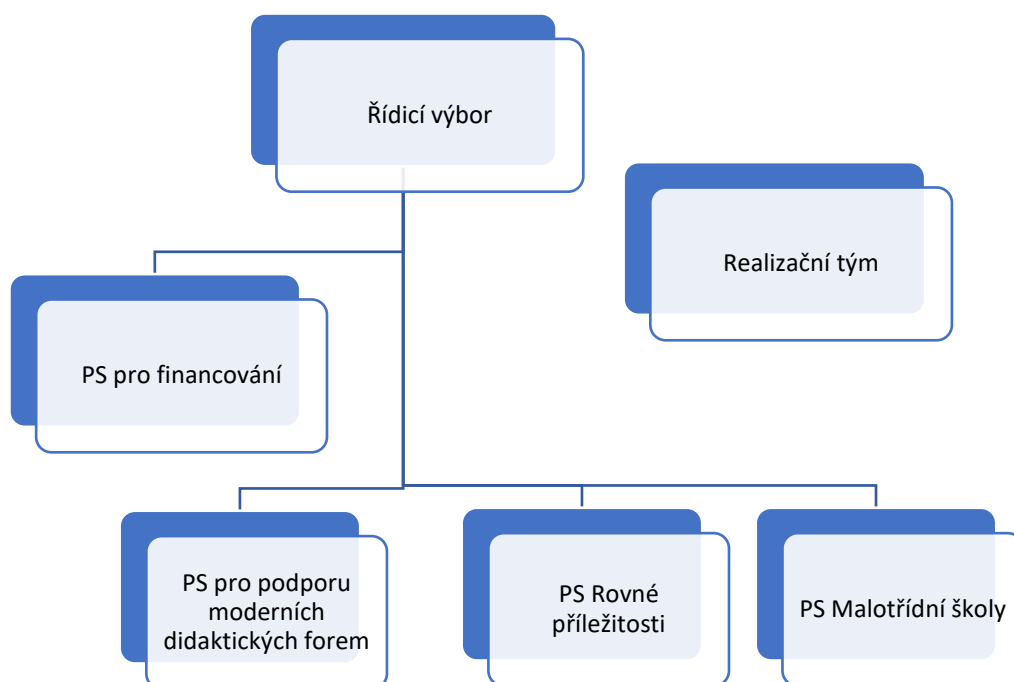 Řídicí výbor
Realizační tým
PS pro financování
PS pro podporu
moderních
didaktických forem
PS Rovné
příležitosti
PS Malotřídní školy